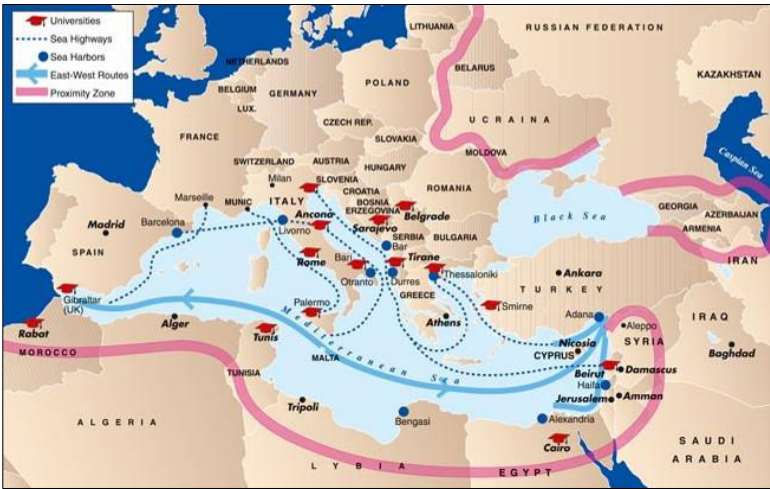 Universities
Sea Highways
Sea Harbors
East-West Routes
Proximity Zone
LITHUANIA
RUSSIAN FEDERATION
NETHERLANDS
BELARUS
KAZAKHSTAN
BELGIUM
GERMANY
POLAND
LUX.
UCRAINA
CZECH REP.
FRANCE
SLOVAKIA
MOLDOVA
Caspian Sea
SWITZERLAND
AUSTRIA
HUNGARY
Milan
SLOVENIA
CROATIA
ROMANIA
Marseille
MUNIC
ITALY
BOSNIA
ERZEGOVINA
Belgrade
GEORGIA
Black Sea
AZERBAIJAN
Madrid
Barcelona
Ancona
Livorno
Sarajevo
ARMENIA
SPAIN
SERBIA
BULGARIA
Bar
IRAN
Rome
Bari
Tirane
Otranto
Durres
Thessaloniki
Ankara
TURKEY
Gibraltar
(UK)
Palermo
GREECE
Smirne
Adana
Athens
Aleppo
IRAQ
Rabat
Alger
Tunis
Mediterranean Sea
Nicosia
SYRIA
MOROCCO
MALTA
CYPRUS
Baghdad
TUNISIA
Beirut
Damascus
Haifa
Tripoli
Jerusalem
Amman
Bengasi
Alexandria
ALGERIA
Cairo
SAUDI
ARABIA
LYBIA
EGYPT